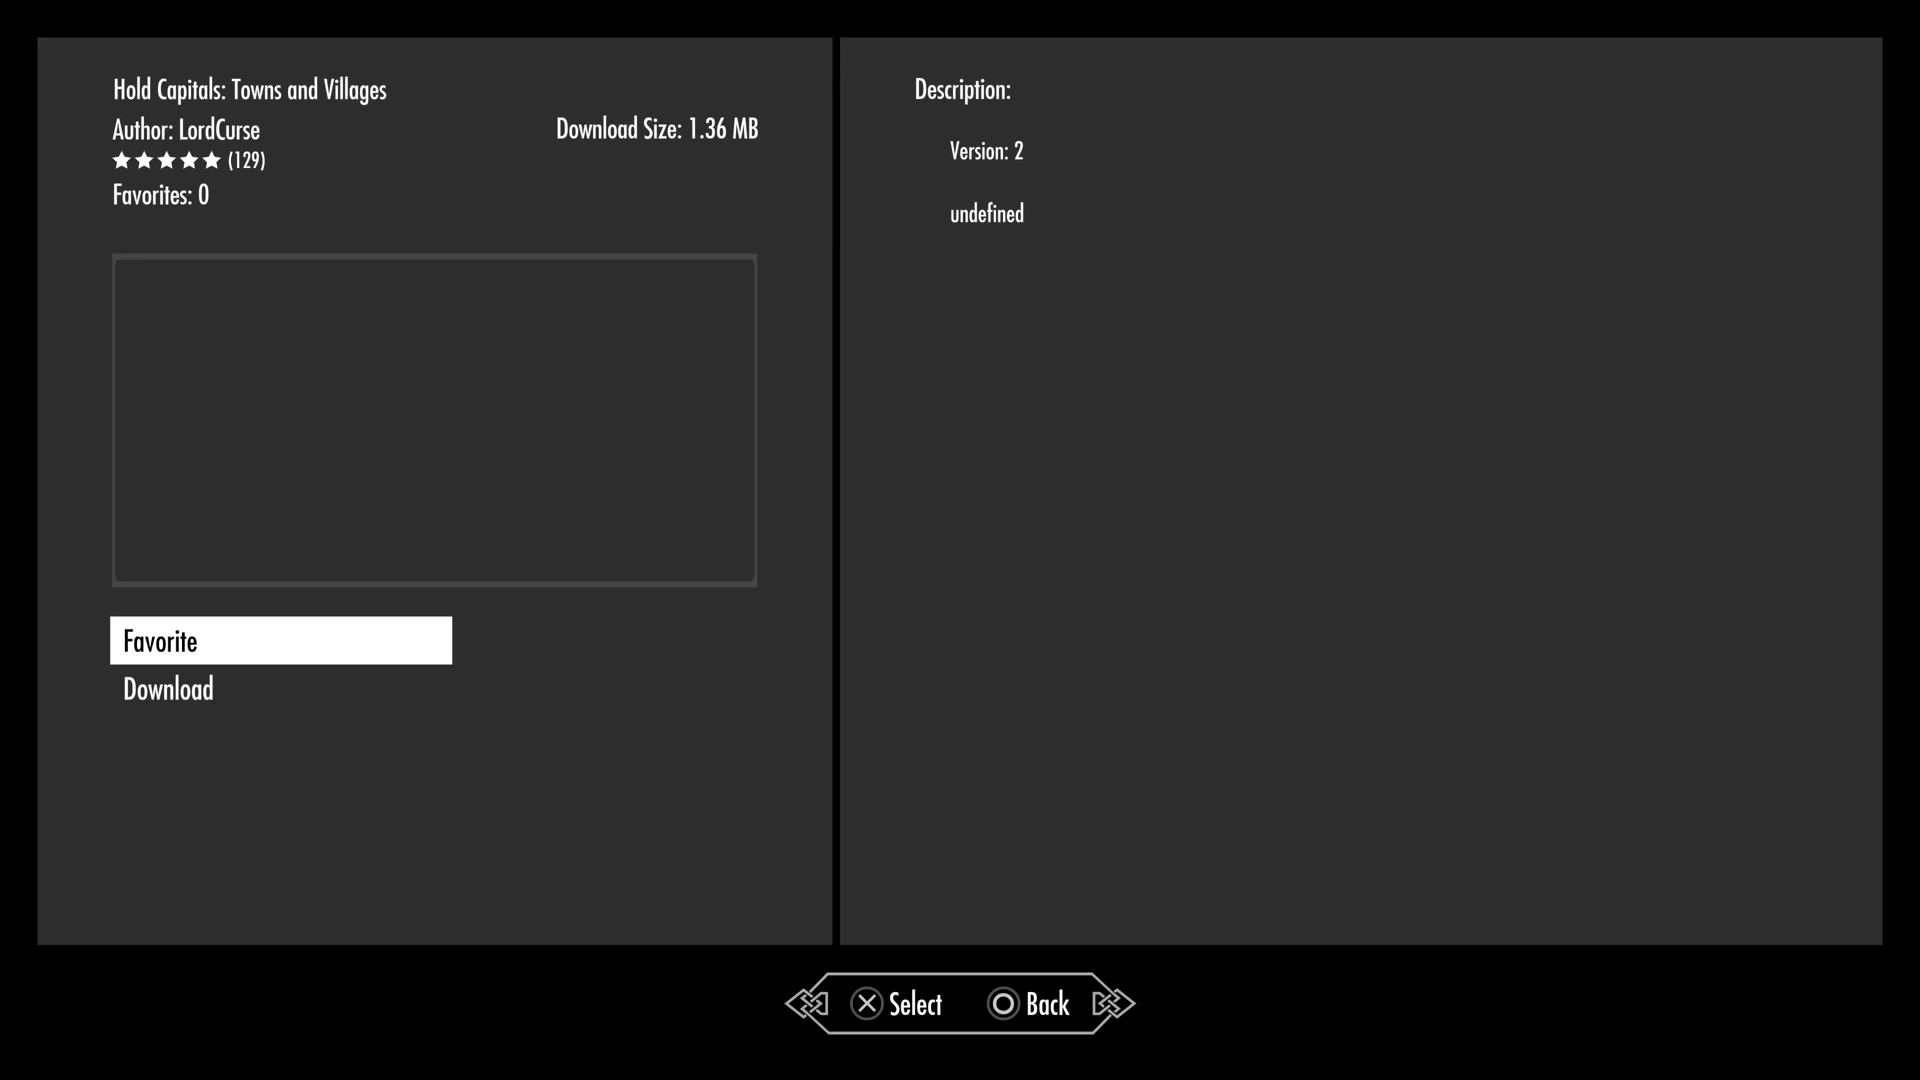 Hold Capitals: Towns and Villages
Author: LordCurse
Download Size: 1.36 MB
(129)
Favorites: 0
Favorite
Download
Description:
Version: 2
undefined
Select
Back